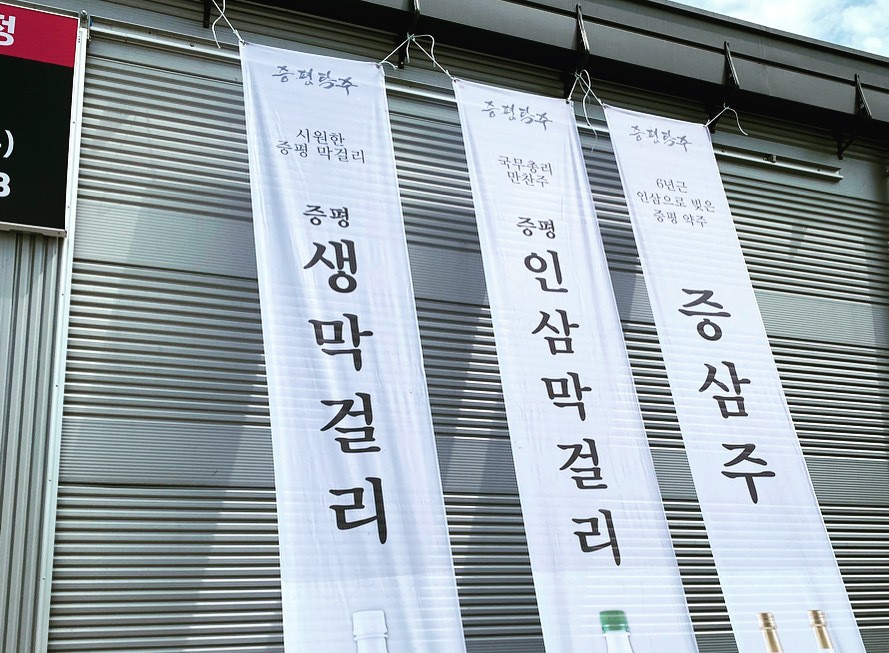 정
3
증평탁주
시원한
증평 막걸리
증평
생막걸리
증평탁주
국무총리
만찬주
증평
인삼막걸리
증평탁주
6년근
인삼으로 빚은
증평 약주
증삼주